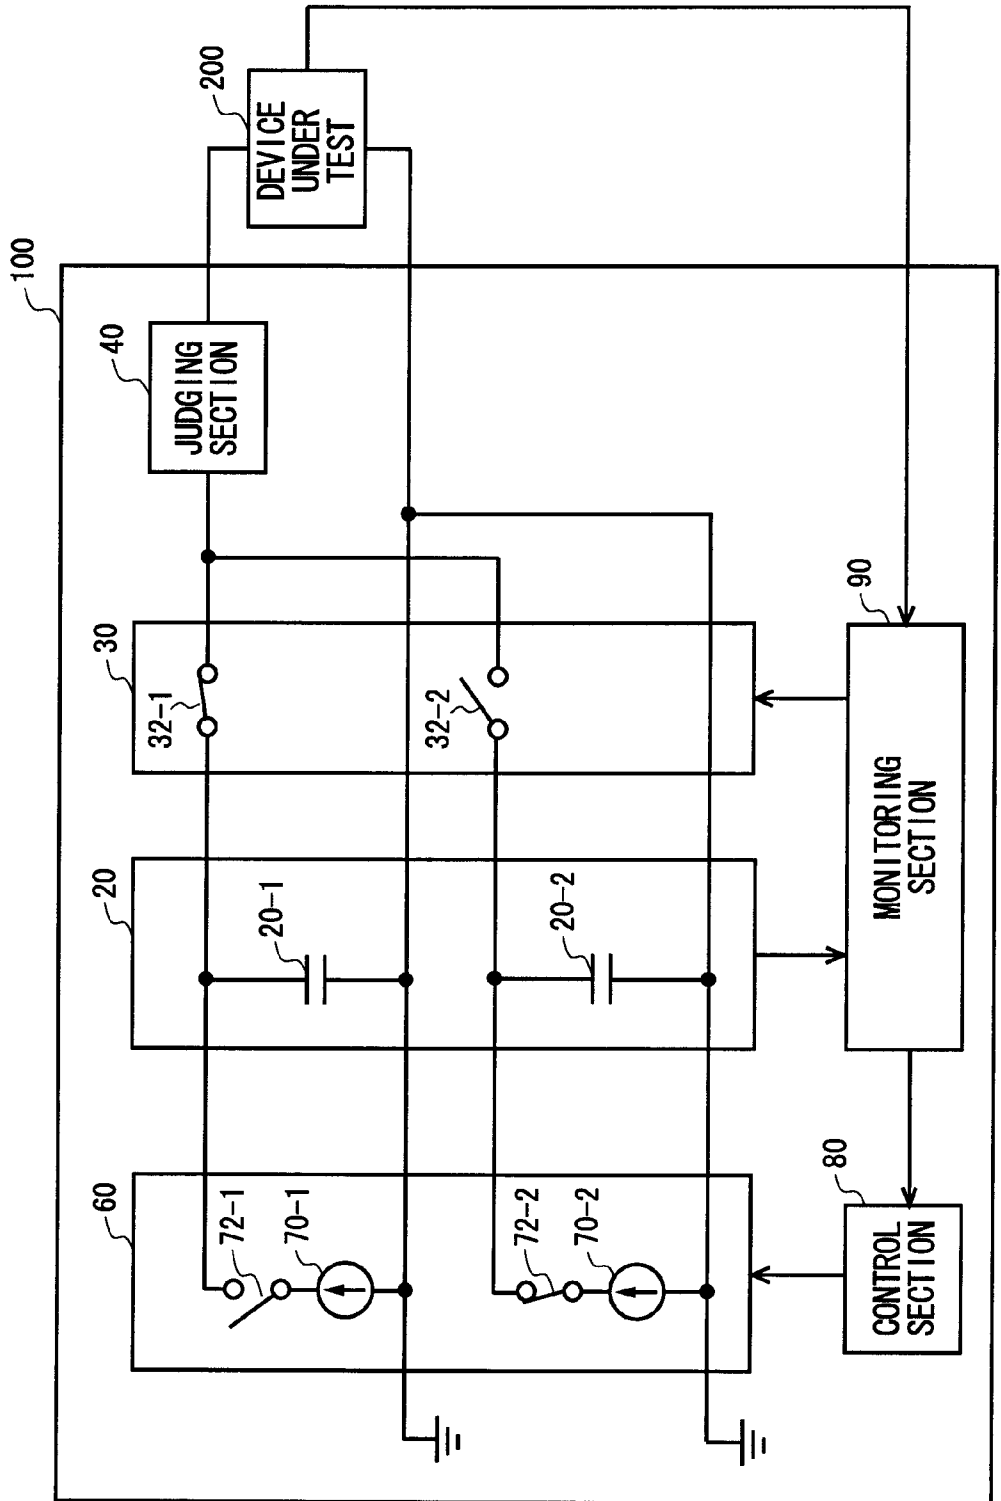 100
200
DEVICE
UNDER
TEST
40
JUDGING
SECTION
30
32-1
32-2
20
20-1
20-2
60
72-1
70-1
72-2
70-2
90
MONITORING
SECTION
80
CONTROL
SECTION